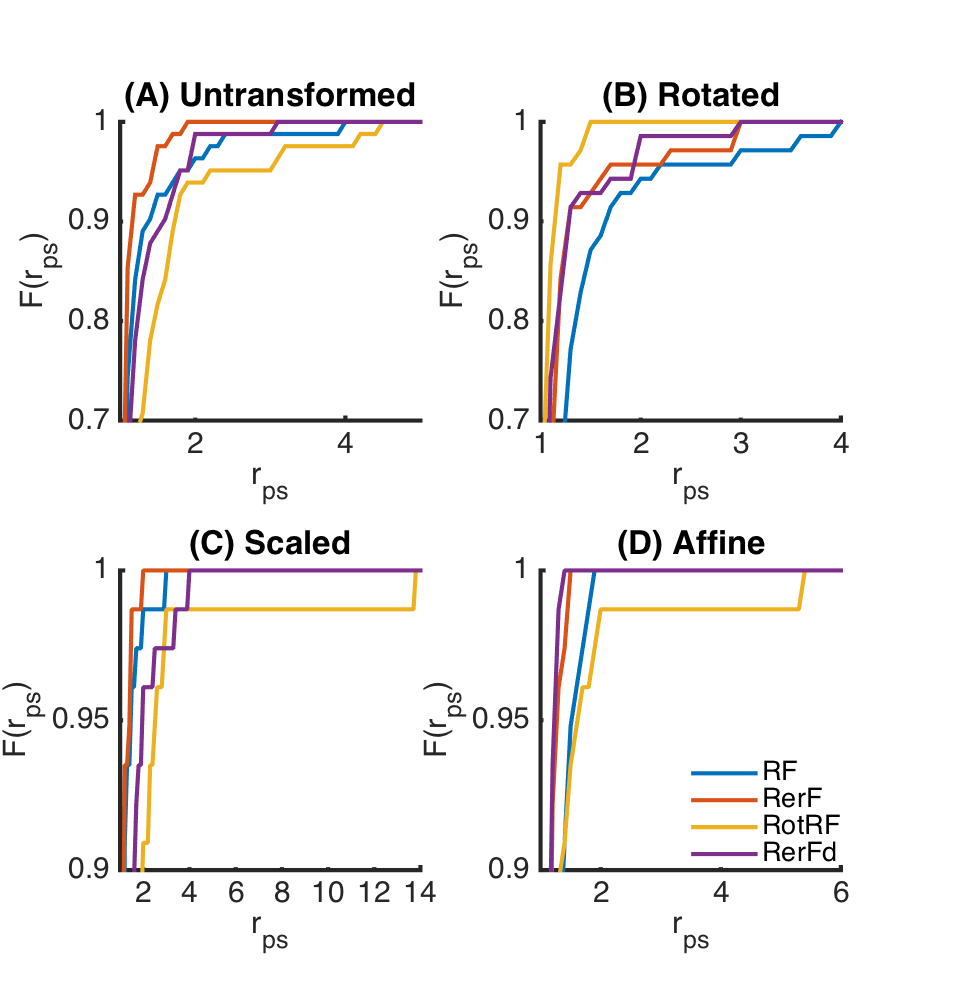 (A) Untransformed
1
0.9
0.8
0.7
F(r_ps)
2 4
r_ps
(B) Rotated
1
0.9
0.8
0.7
F(r_ps)
1 2 3 4
r_ps
(C) Scaled
1
0.95
0.9
F(r_ps)
2 4 6 8 10 12 14
r_ps
(D) Affine
1
0.95
0.9
F(r_ps)
2 4 6
r_ps
RF
RerF
RotRF
RerFd